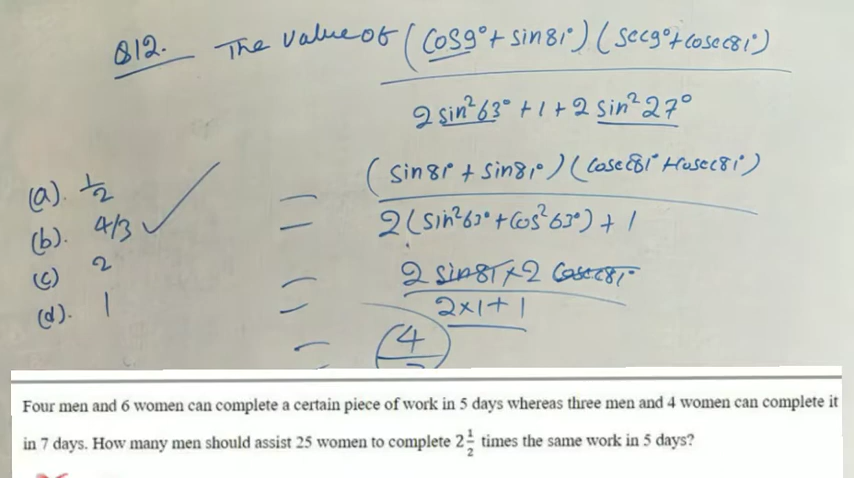 Q12. The value of (cos9° + sin81°) (sec9° + cosec81°)
2 sin²63° + 1 + 2 sin²27°
= (sin81° + sin81°) (cosec81° + cosec81°)
(a). 1/2
2 (sin²63° + cos²63°) + 1
(b). 4/3 ✓
(c) 2
= 2 sin81° × 2 cosec81°
(d). 1
2×1+1
= 4
Four men and 6 women can complete a certain piece of work in 5 days whereas three men and 4 women can complete it
in 7 days. How many men should assist 25 women to complete 2 1/2 times the same work in 5 days?